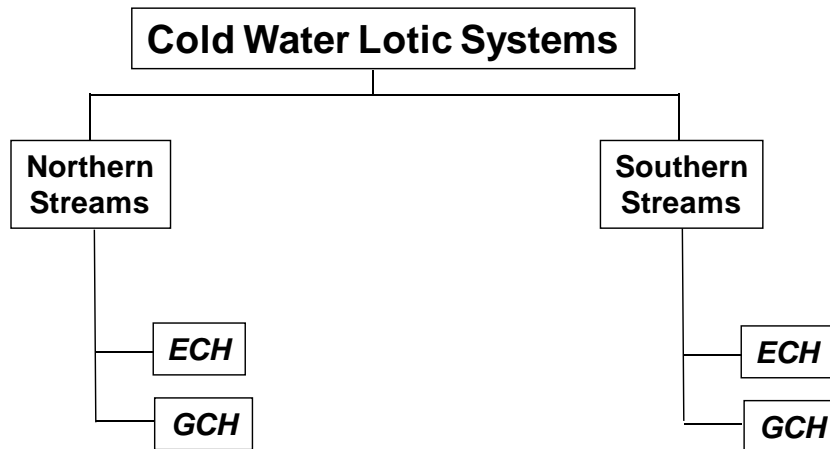 Cold Water Lotic Systems
Northern
Streams
Southern
Streams
ECH
GCH
ECH
GCH